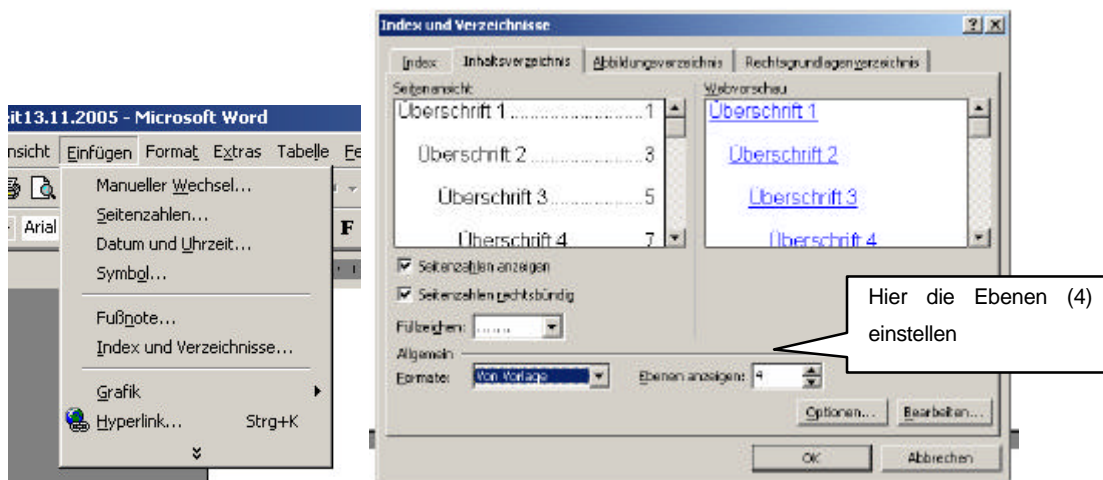 it13.11.2005 - Microsoft Word
nsicht Einfügen Format Extras Tabelle Fe
Arial F
Manueller Wechsel...
Seitenzahlen...
Datum und Uhrzeit...
Symbol...
Fußnote...
Index und Verzeichnisse...
Grafik
Hyperlink... Strg+K
Index und Verzeichnisse
Index Inhaltsverzeichnis Abbildungsverzeichnis Rechtsgrundlagenverzeichnis
Seitenansicht Webvorschau
Überschrift 1 ........................ 1 Überschrift 1
Überschrift 2 .................... 3 Überschrift 2
Überschrift 3 ................ 5 Überschrift 3
Überschrift 4 7 Überschrift 4
Seitenzahlen anzeigen
Seitenzahlen rechtsbündig
Füllzeichen: .......
Allgemein
Formate: Von Vorlage Ebenen anzeigen: 4
Optionen... Bearbeiten...
OK Abbrechen
Hier die Ebenen (4)
einstellen